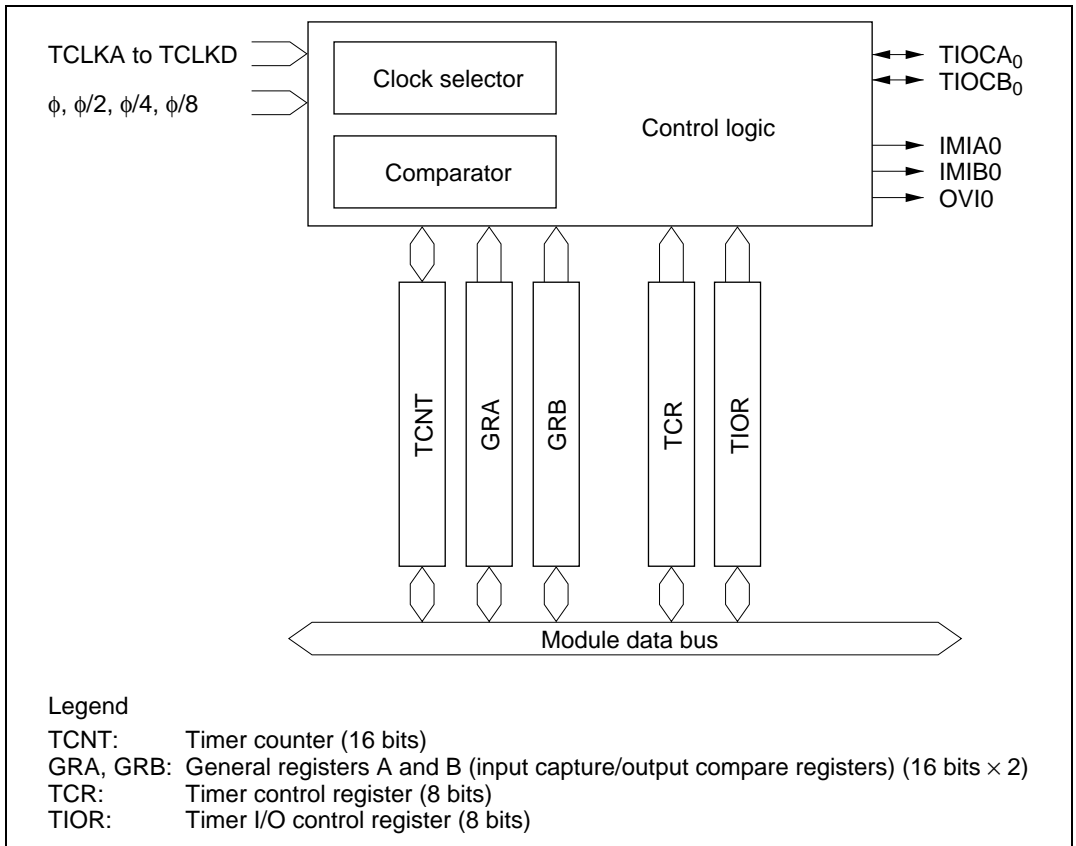 TCLKA to TCLKD
ϕ, ϕ/2, ϕ/4, ϕ/8
Clock selector
Comparator
Control logic
TIOCA₀
TIOCB₀
IMIA0
IMIB0
OVI0
TCNT
GRA
GRB
TCR
TIOR
Module data bus
Legend
TCNT: Timer counter (16 bits)
GRA, GRB: General registers A and B (input capture/output compare registers) (16 bits × 2)
TCR: Timer control register (8 bits)
TIOR: Timer I/O control register (8 bits)